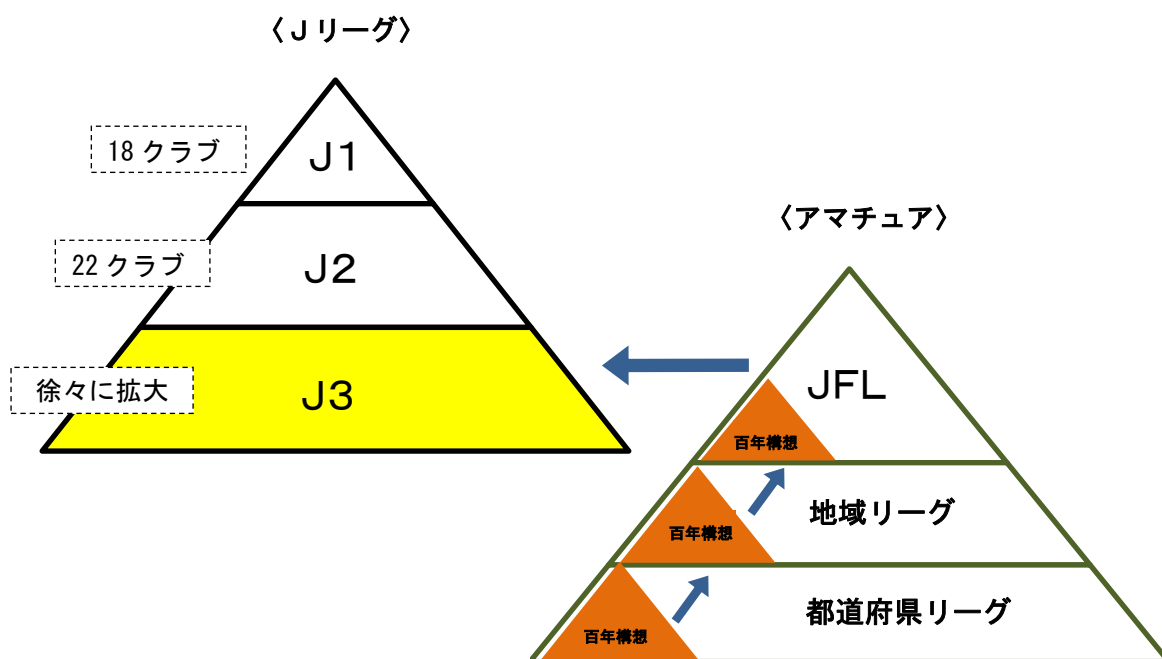 〈Jリーグ〉
18 クラブ
J1
22 クラブ
J2
徐々に拡大
J3
〈アマチュア〉
JFL
百年構想
地域リーグ
百年構想
都道府県リーグ
百年構想